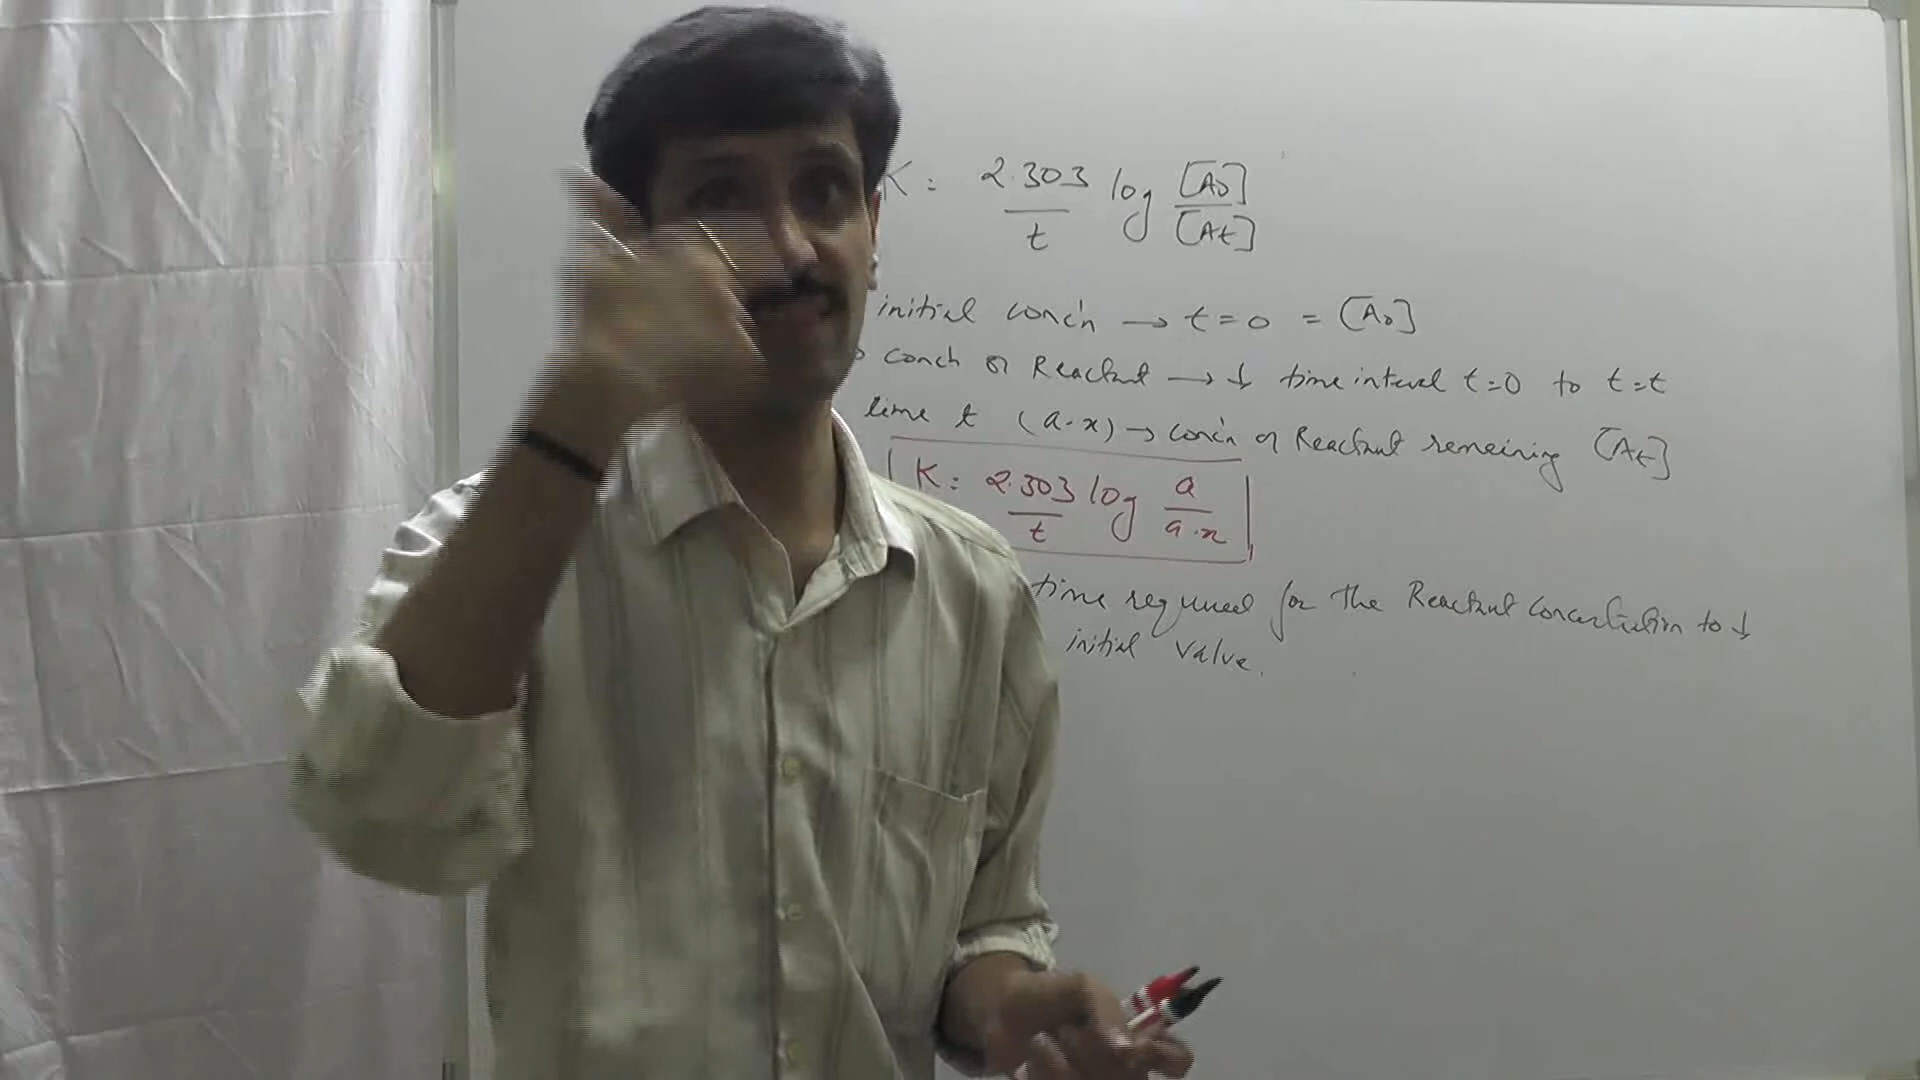 K = 2.303 / t log [A0] / [At]
initial conc'n → t=0 = [A0]
Concn of Reactant → ↓ time interval t=0 to t=t
time t (a-x) → conc'n of Reactant remaining [At]
K = 2.303 / t log a / a-x
time required for the Reactant concentration to ↓
initial value.